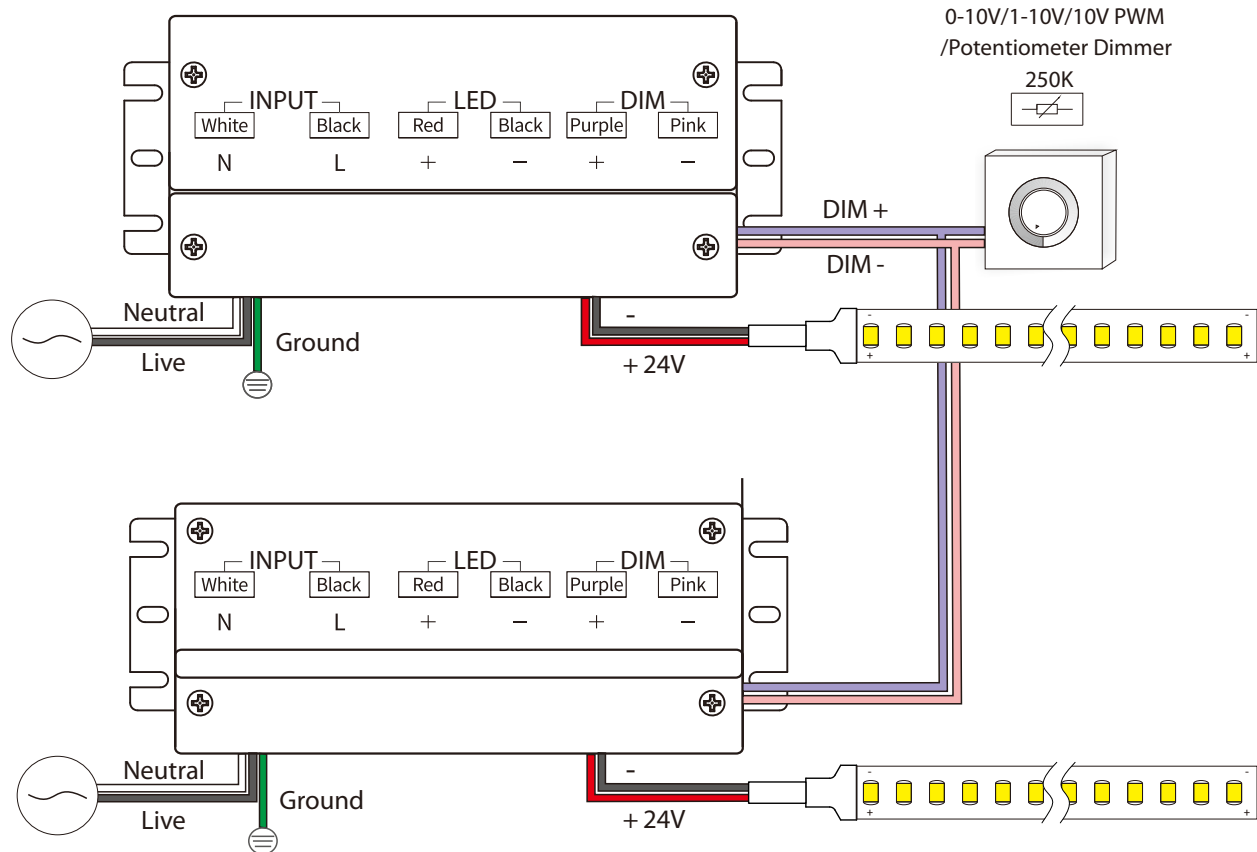 0-10V/1-10V/10V PWM
/Potentiometer Dimmer
250K
INPUT LED DIM
White Black Red Black Purple Pink
N L + − + −
DIM +
DIM -
P
Neutral
Live
Ground
-
+ 24V
- -
+ +
INPUT LED DIM
White Black Red Black Purple Pink
N L + − + −
Neutral
Live
Ground
-
+ 24V
- -
+ +